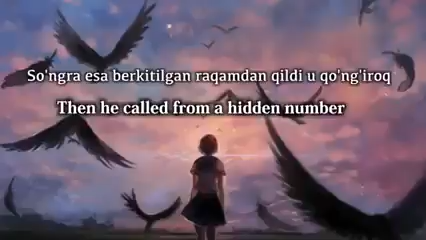 So'ngra esa berkitilgan raqamdan qildi u qo'ng'iroq
Then he called from a hidden number